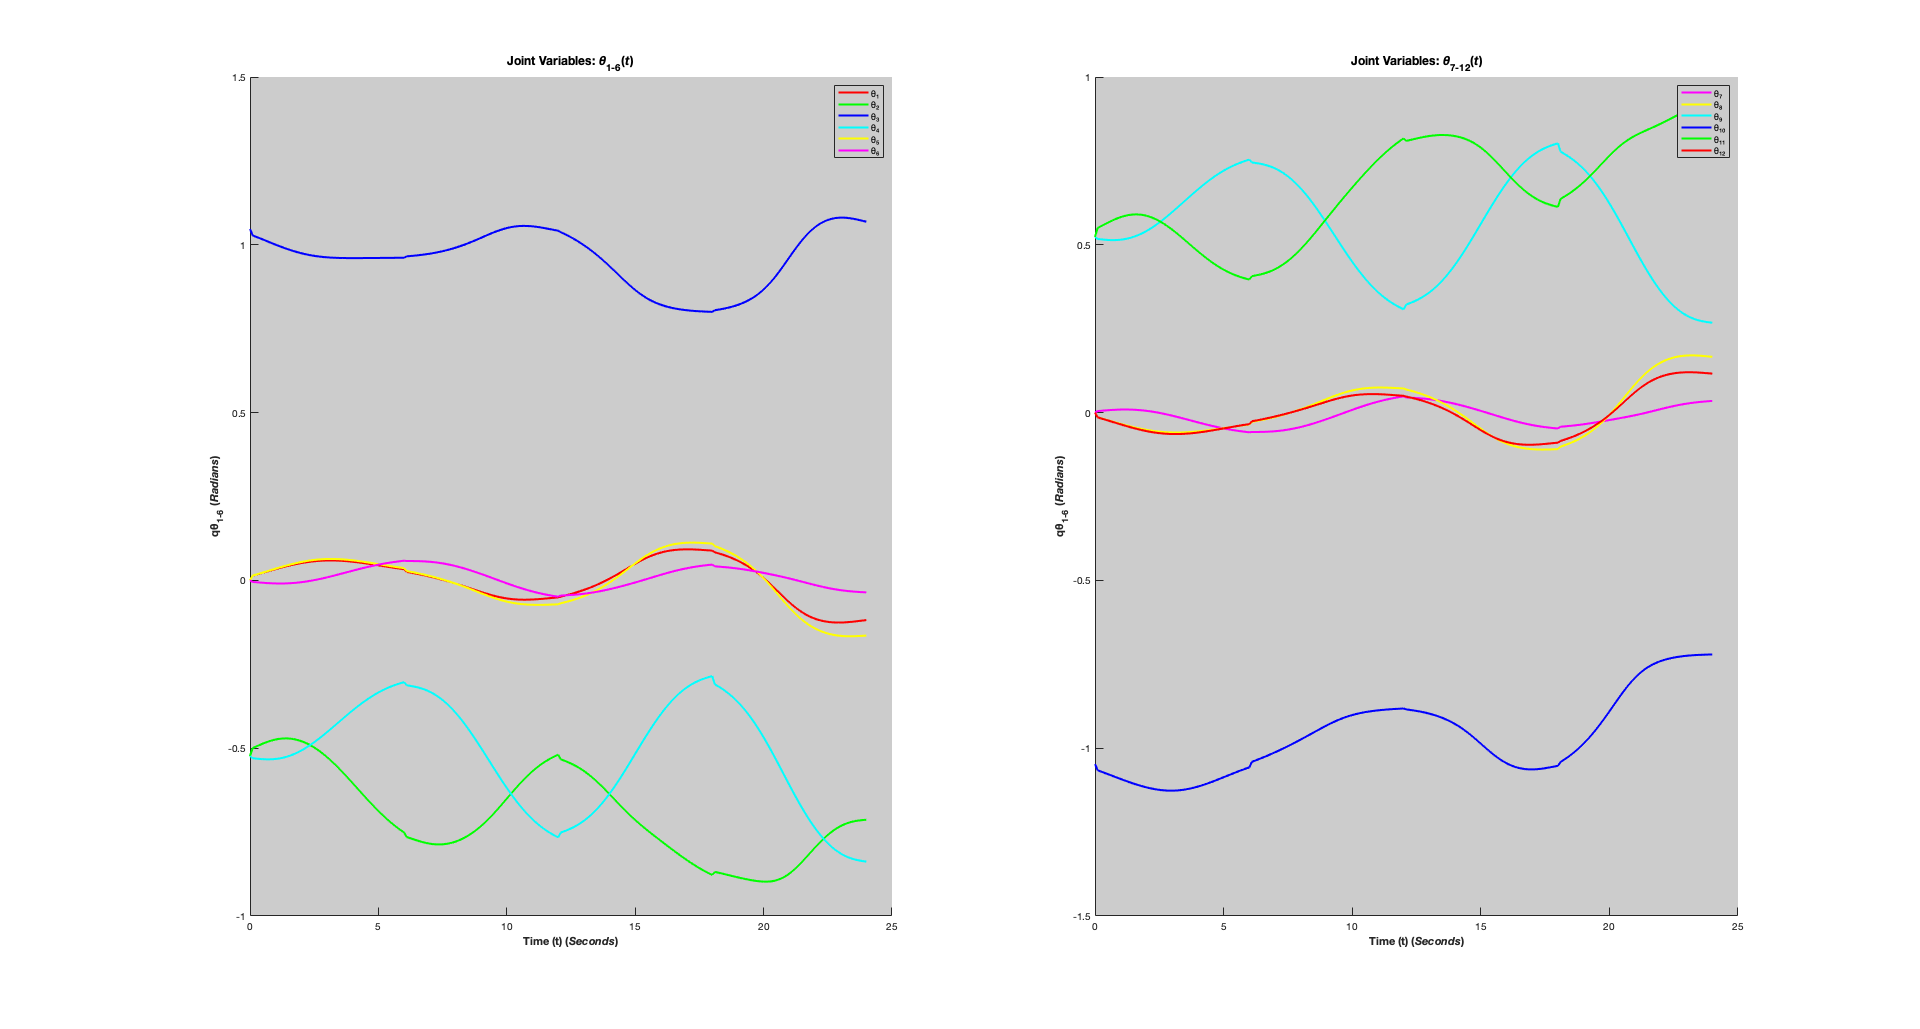 Joint Variables: θ1-6(t)
1.5
1
0.5
0
-0.5
-1
0 5 10 15 20 25
qθ1-6 (Radians)
Time (t) (Seconds)
θ1
θ2
θ3
θ4
θ5
θ6
Joint Variables: θ7-12(t)
1
0.5
0
-0.5
-1
-1.5
0 5 10 15 20 25
qθ1-6 (Radians)
Time (t) (Seconds)
θ7
θ8
θ9
θ10
θ11
θ12